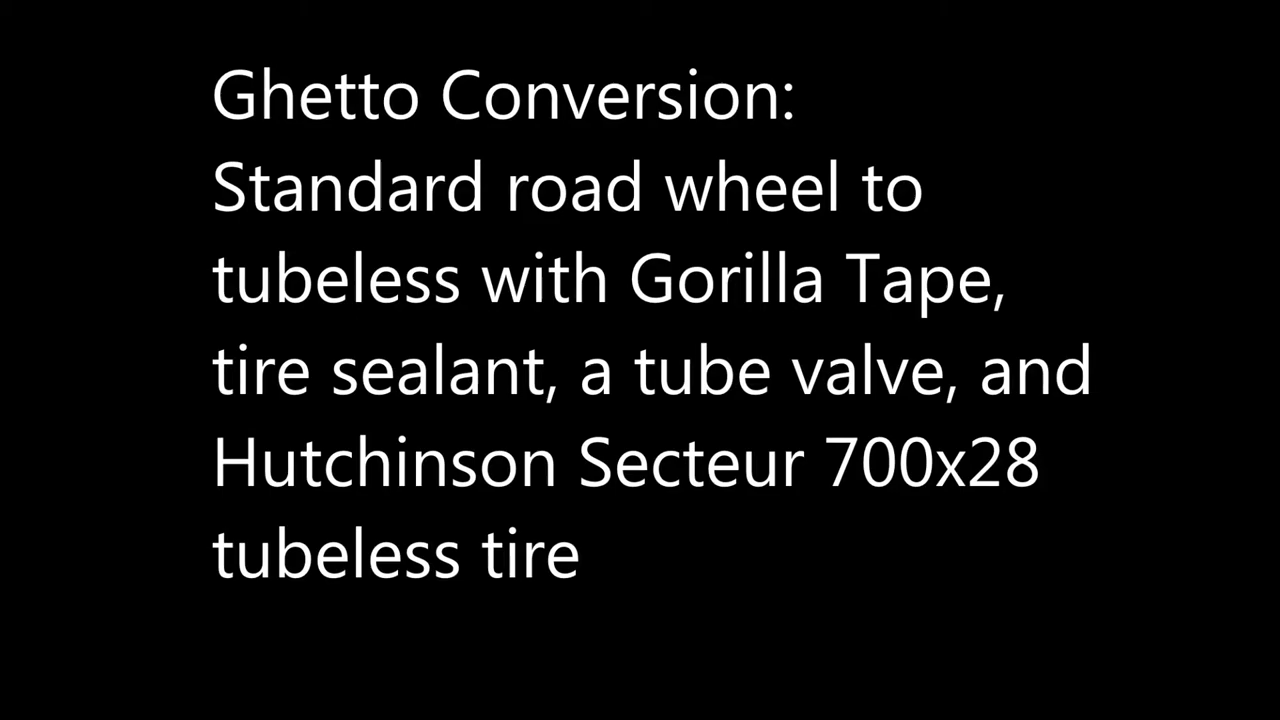 Ghetto Conversion:
Standard road wheel to
tubeless with Gorilla Tape,
tire sealant, a tube valve, and
Hutchinson Secteur 700x28
tubeless tire